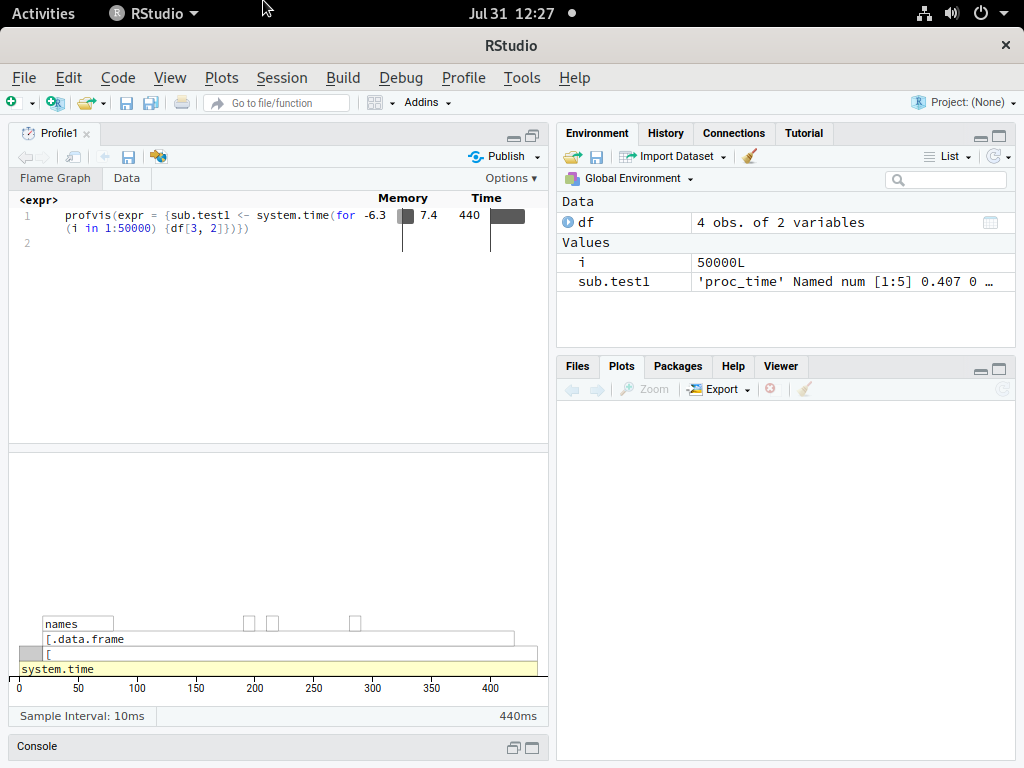 Activities RStudio Jul 31 12:27
RStudio
File Edit Code View Plots Session Build Debug Profile Tools Help
Go to file/function Addins Project: (None)
Profile1
Publish
Flame Graph Data Options
<expr> Memory Time
1 profvis(expr = {sub.test1 <- system.time(for -6.3 7.4 440
(i in 1:50000) {df[3, 2]})})
2
names
[.data.frame
[
system.time
0 50 100 150 200 250 300 350 400
Sample Interval: 10ms 440ms
Console
Environment History Connections Tutorial
Import Dataset List
Global Environment
Data
df 4 obs. of 2 variables
Values
i 50000L
sub.test1 'proc_time' Named num [1:5] 0.407 0 …
Files Plots Packages Help Viewer
Zoom Export